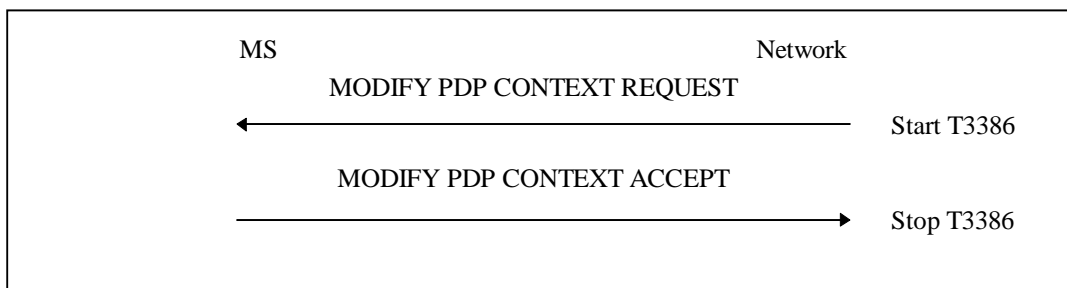 MS Network
MODIFY PDP CONTEXT REQUEST
Start T3386
MODIFY PDP CONTEXT ACCEPT
Stop T3386